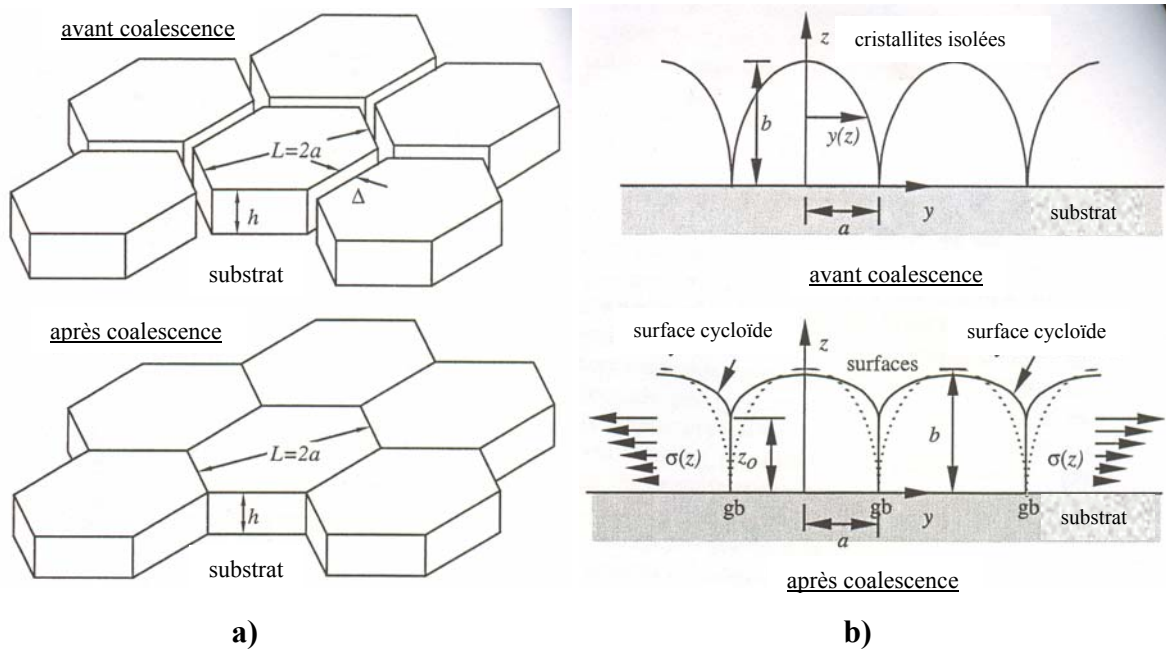 avant coalescence
L=2a
Δ
h
substrat
après coalescence
L=2a
h
substrat
a)
z
cristallites isolées
b
y(z)
y
substrat
a
avant coalescence
surface cycloïde
surface cycloïde
z
surfaces
σ(z)
z₀
b
σ(z)
gb
gb
y
gb
substrat
a
après coalescence
b)